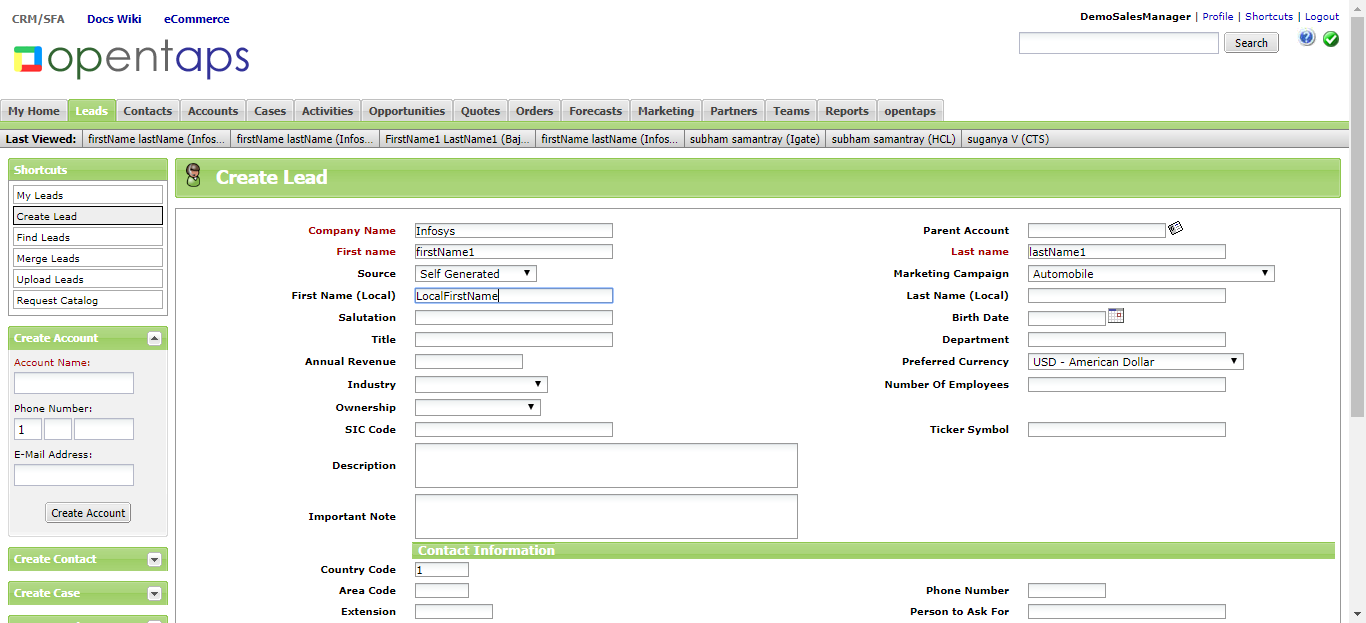 CRM/SFA Docs Wiki eCommerce
DemoSalesManager | Profile | Shortcuts | Logout
opentaps
Search
My Home Leads Contacts Accounts Cases Activities Opportunities Quotes Orders Forecasts Marketing Partners Teams Reports opentaps
Last Viewed: firstName lastName (Infos... firstName lastName (Infos... FirstName1 LastName1 (Baj... firstName lastName (Infos... subham samantray (Igate) subham samantray (HCL) suganya V (CTS)
Shortcuts
My Leads
Create Lead
Find Leads
Merge Leads
Upload Leads
Request Catalog
Create Account
Account Name:
Phone Number:
1
E-Mail Address:
Create Account
Create Contact
Create Case
Create Lead
Company Name Infosys Parent Account
First name firstName1 Last name lastName1
Source Self Generated Marketing Campaign Automobile
First Name (Local) LocalFirstName Last Name (Local)
Salutation Birth Date
Title Department
Annual Revenue Preferred Currency USD - American Dollar
Industry Number Of Employees
Ownership
SIC Code Ticker Symbol
Description
Important Note
Contact Information
Country Code 1
Area Code Phone Number
Extension Person to Ask For